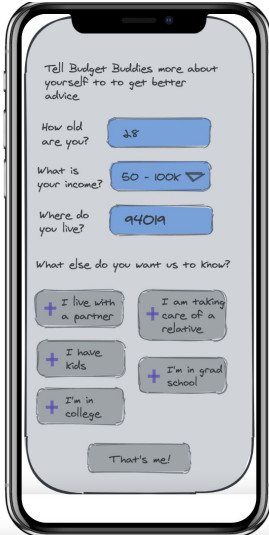 Tell Budget Buddies more about
yourself to to get better
advice
How old
are you?
28
What is
your income?
50 - 100K
Where do
you live?
94019
What else do you want us to know?
+ I live with
a partner
+ I am taking
care of a
relative
+ I have
kids
+ I'm in grad
school
+ I'm in
college
That's me!